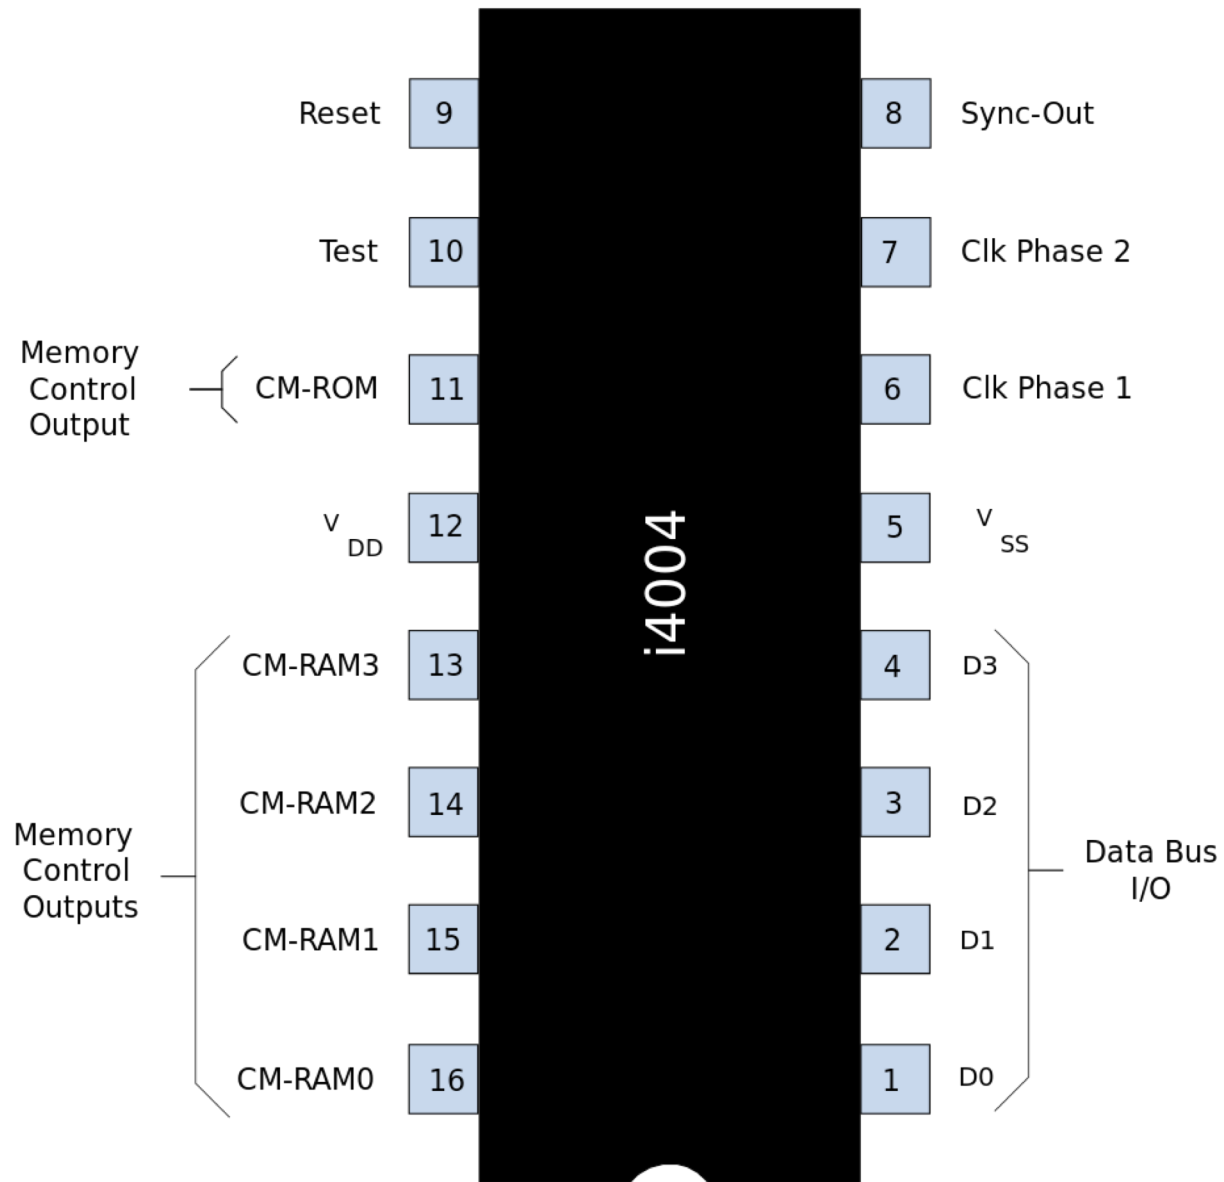 Reset 9 8 Sync-Out
Test 10 7 Clk Phase 2
Memory
Control
Output
CM-ROM 11 6 Clk Phase 1
V DD 12 5 V SS
i4004
CM-RAM3 13 4 D3
CM-RAM2 14 3 D2
Memory
Control
Outputs
Data Bus
I/O
CM-RAM1 15 2 D1
CM-RAM0 16 1 D0